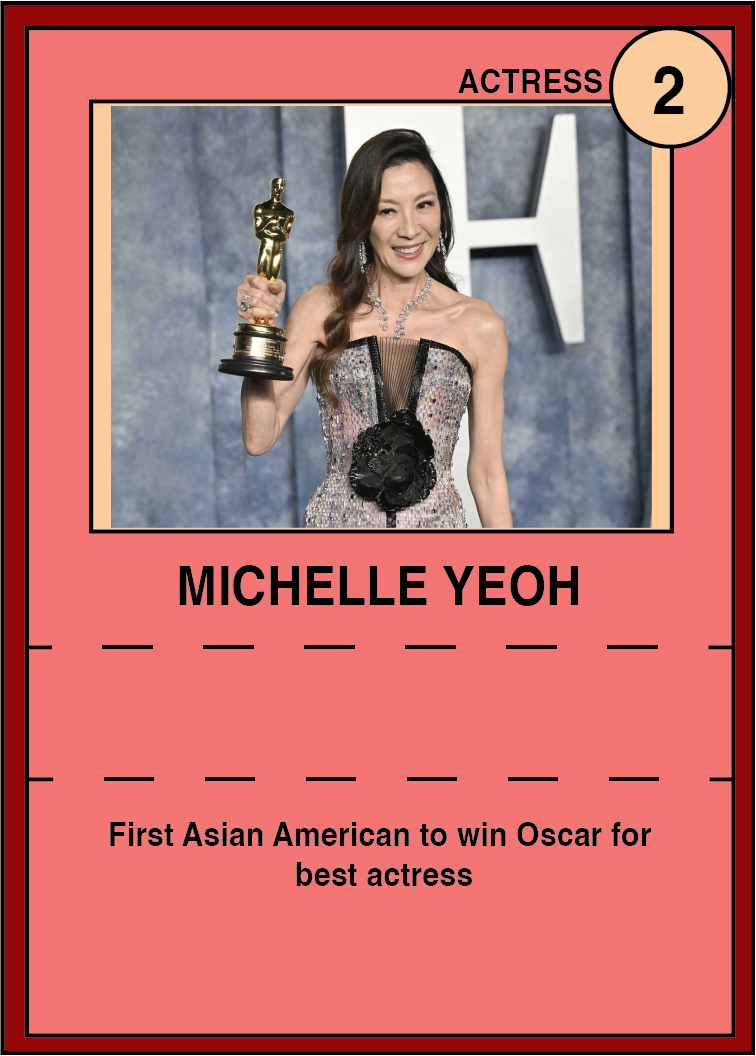 ACTRESS
2
MICHELLE YEOH
First Asian American to win Oscar for
best actress